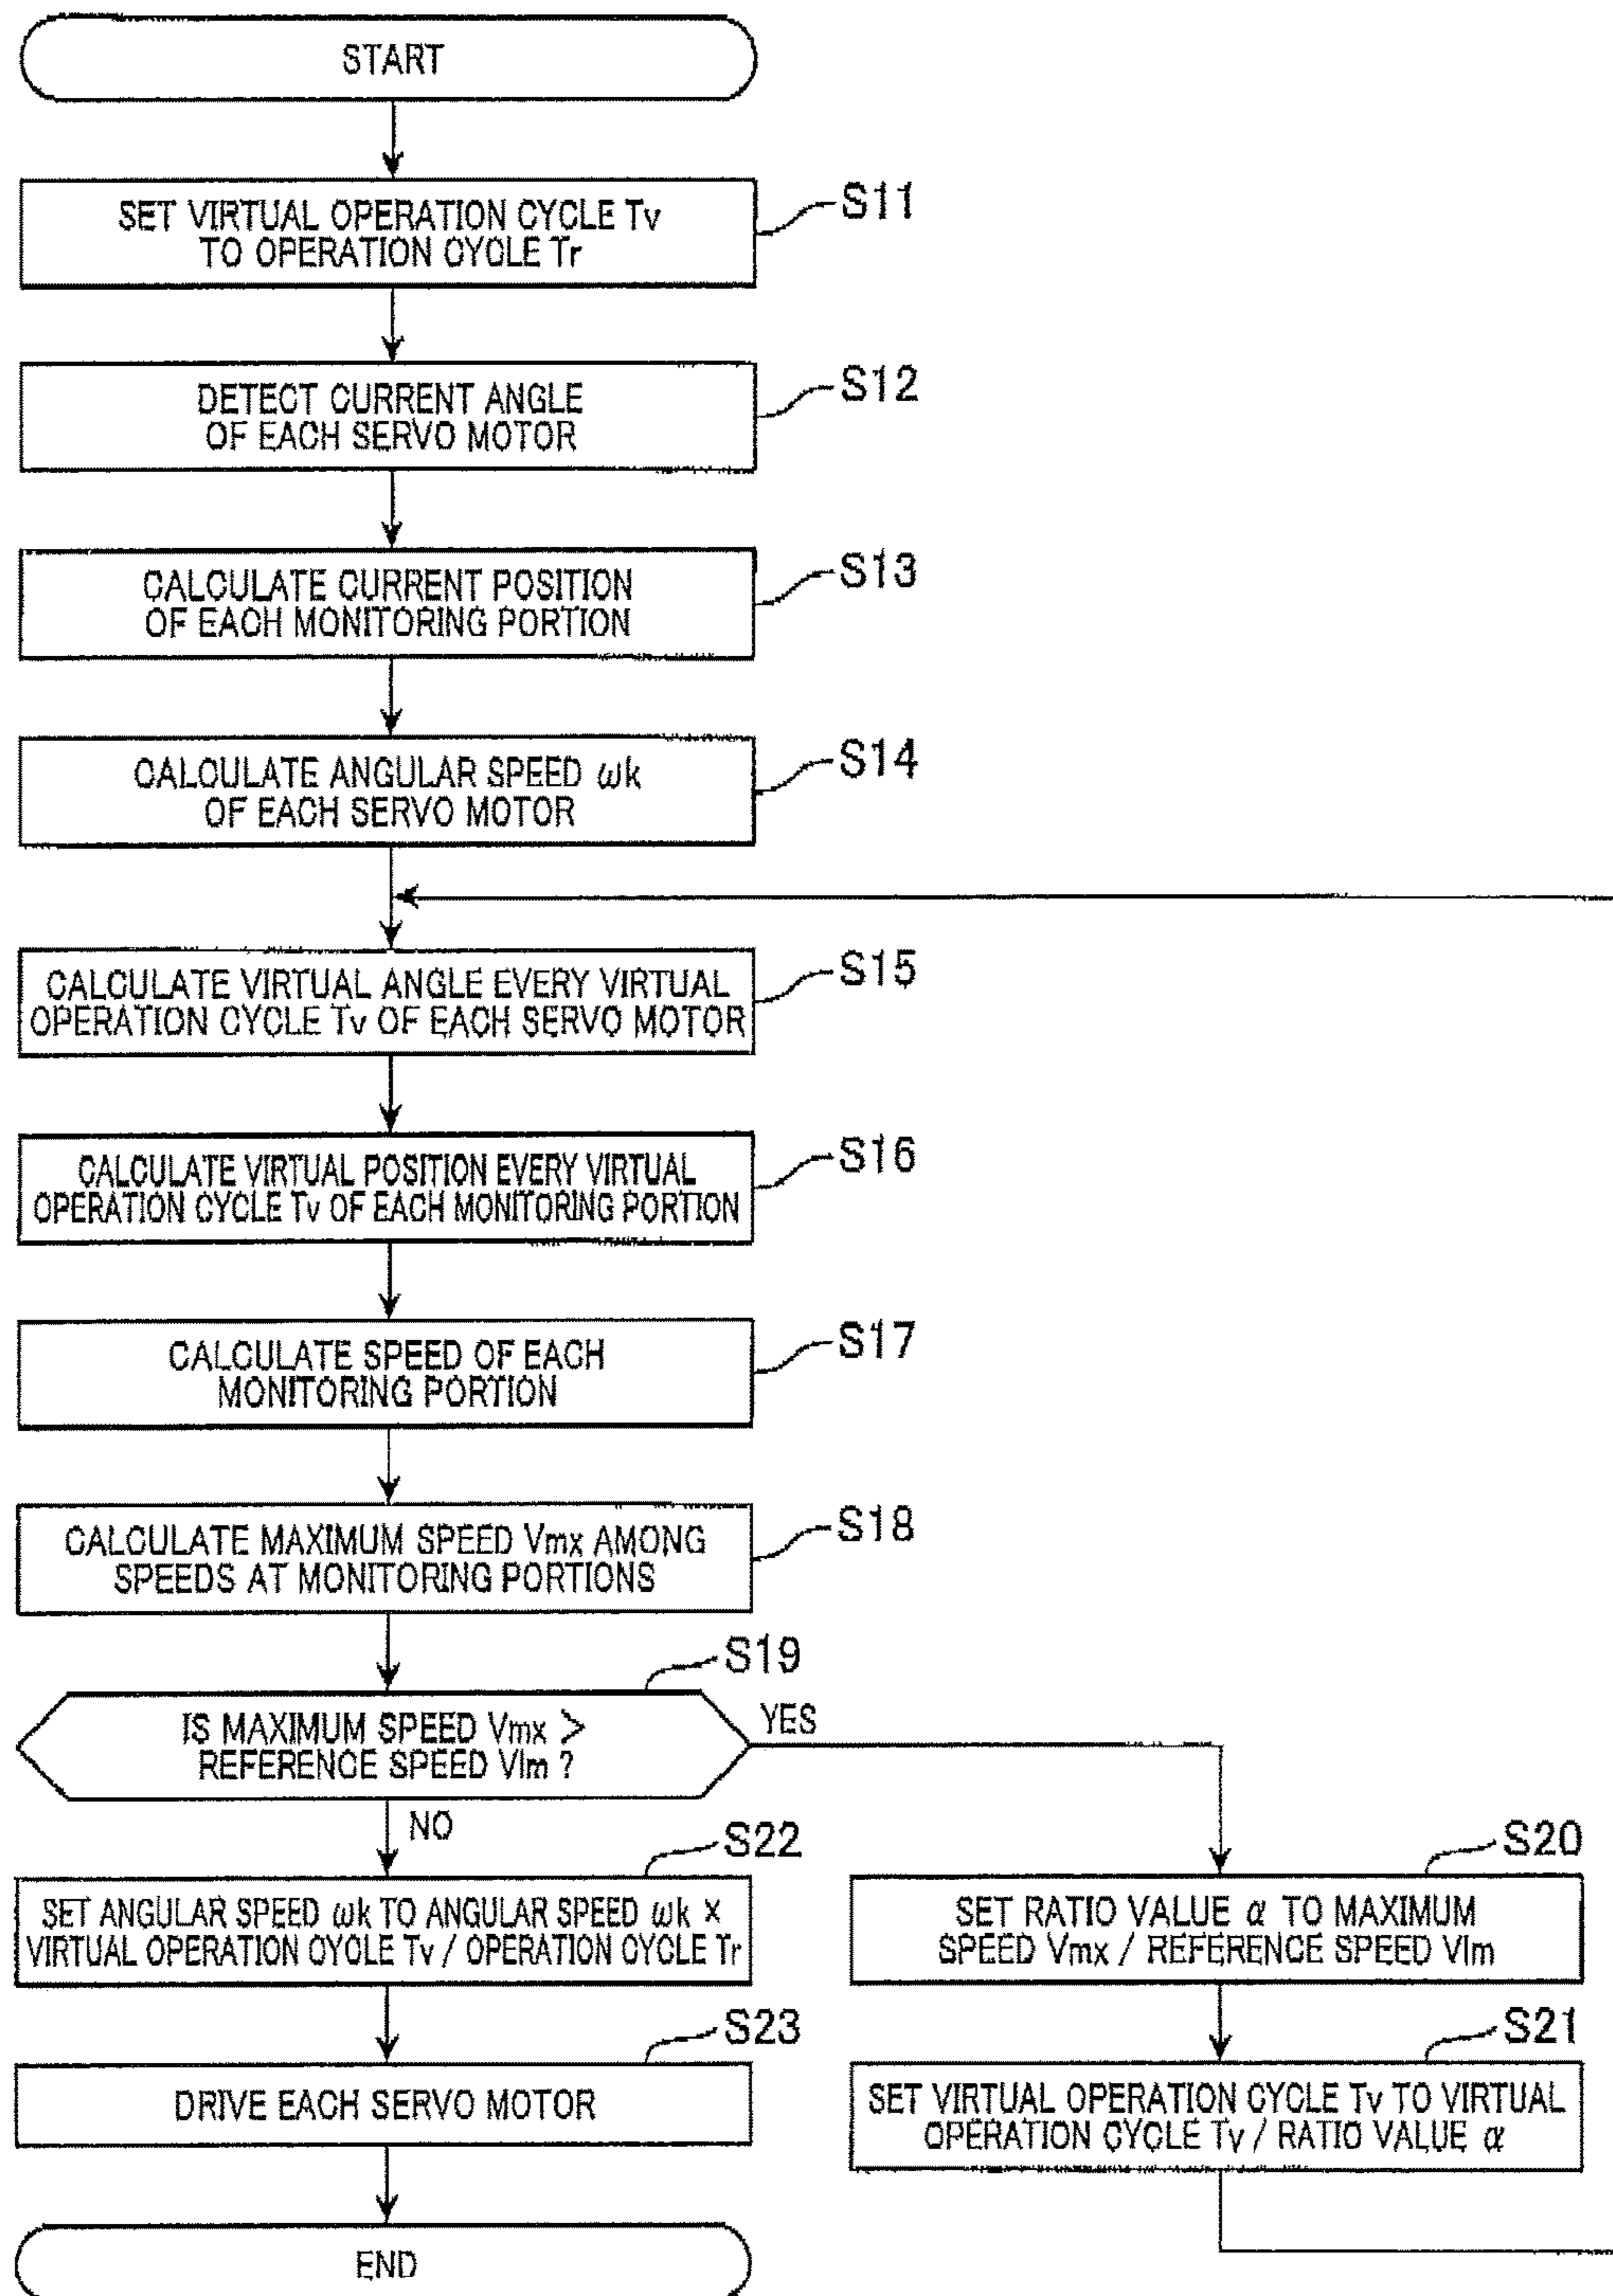 START
S11
SET VIRTUAL OPERATION CYCLE Tv
TO OPERATION CYCLE Tr
S12
DETECT CURRENT ANGLE
OF EACH SERVO MOTOR
S13
CALCULATE CURRENT POSITION
OF EACH MONITORING PORTION
S14
CALCULATE ANGULAR SPEED ωk
OF EACH SERVO MOTOR
S15
CALCULATE VIRTUAL ANGLE EVERY VIRTUAL
OPERATION CYCLE Tv OF EACH SERVO MOTOR
S16
CALCULATE VIRTUAL POSITION EVERY VIRTUAL
OPERATION CYCLE Tv OF EACH MONITORING PORTION
S17
CALCULATE SPEED OF EACH
MONITORING PORTION
S18
CALCULATE MAXIMUM SPEED Vmx AMONG
SPEEDS AT MONITORING PORTIONS
S19
IS MAXIMUM SPEED Vmx >
REFERENCE SPEED Vlm ?
YES
NO
S22
SET ANGULAR SPEED ωk TO ANGULAR SPEED ωk ×
VIRTUAL OPERATION CYCLE Tv / OPERATION CYCLE Tr
S23
DRIVE EACH SERVO MOTOR
END
S20
SET RATIO VALUE α TO MAXIMUM
SPEED Vmx / REFERENCE SPEED Vlm
S21
SET VIRTUAL OPERATION CYCLE Tv TO VIRTUAL
OPERATION CYCLE Tv / RATIO VALUE α